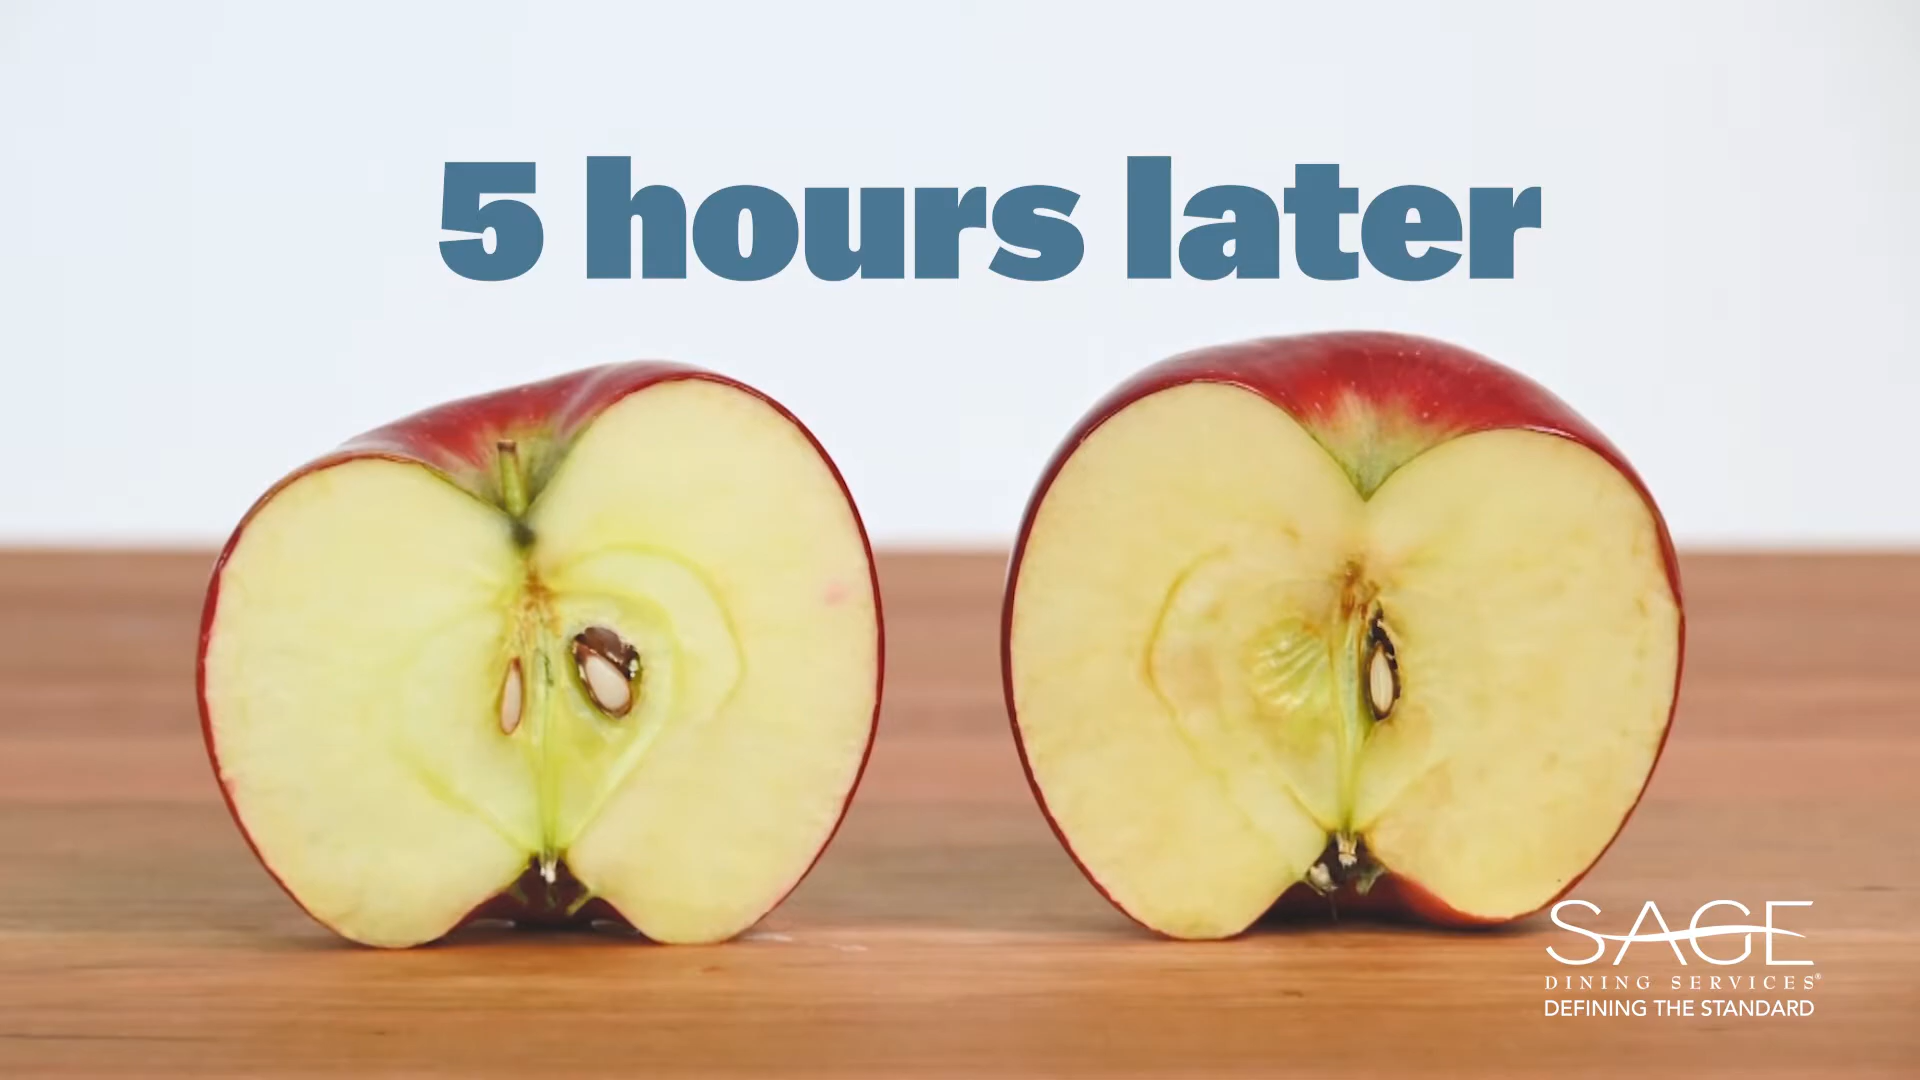 5 hours later
SAGE
DINING SERVICES®
DEFINING THE STANDARD